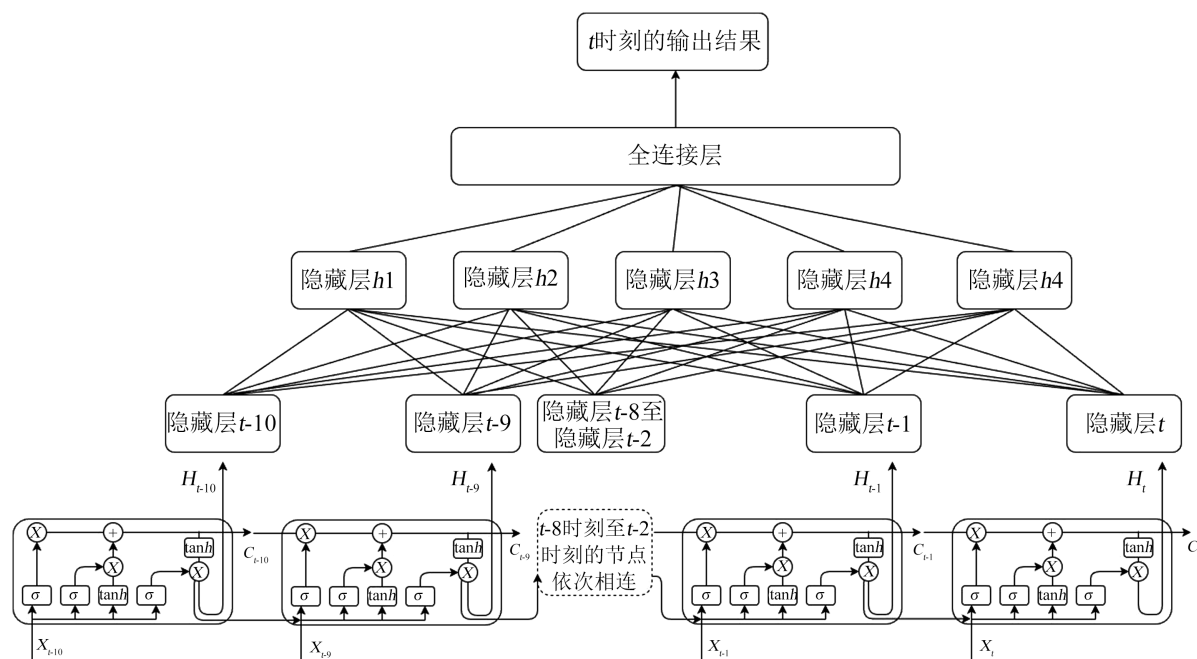 t时刻的输出结果
全连接层
隐藏层h1
隐藏层h2
隐藏层h3
隐藏层h4
隐藏层h4
隐藏层t-10
隐藏层t-9
隐藏层t-8至
隐藏层t-2
隐藏层t-1
隐藏层t
H_{t-10}
H_{t-9}
H_{t-1}
H_t
X
+
tanh
X
σ
σ
tanh
σ
C_{t-10}
X
+
tanh
X
X
σ
σ
tanh
σ
C_{t-9}
t-8时刻至t-2
时刻的节点
依次相连
X
+
tanh
X
X
σ
σ
tanh
σ
C_{t-1}
X
+
tanh
X
X
σ
σ
tanh
σ
C
X_{t-10}
X_{t-9}
X_{t-1}
X_t